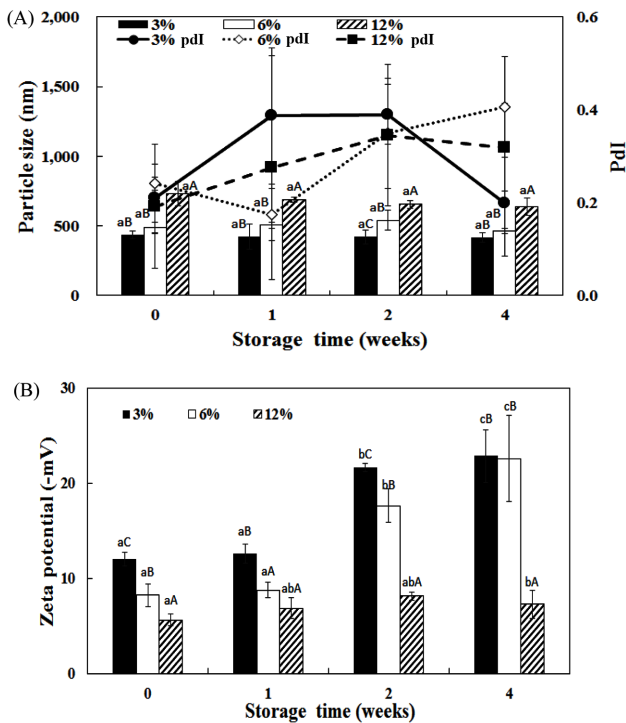 (A)
2,000 0.6
3% 6% 12%
3% pdI 6% pdI 12% pdI
1,500
0.4
1,000
aA aA aA aA
aB aB aB aB
500 0.2
aB aB aC aB
0 0.0
0 1 2 4
Particle size (nm)
PdI
Storage time (weeks)
(B)
30
3% 6% 12%
cB cB
bC
20
bB
aC aB
10
aB aA abA abA bA
aA
0
0 1 2 4
Zeta potential (-mV)
Storage time (weeks)